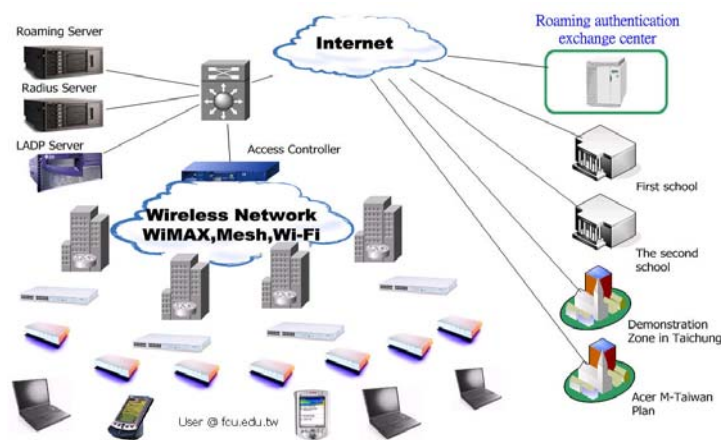 Roaming Server
Radius Server
LADP Server
Internet
Roaming authentication
exchange center
Access Controller
Wireless Network
WiMAX,Mesh,Wi-Fi
First school
The second
school
Demonstration
Zone in Taichung
Acer M-Taiwan
Plan
User @ fcu.edu.tw